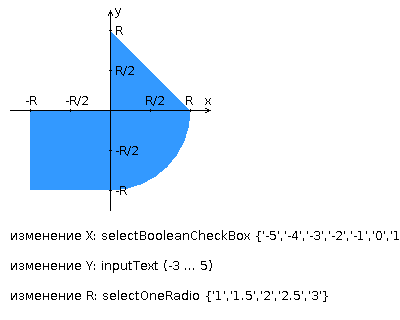 y
R
R/2
-R
-R/2
R/2
R
x
-R/2
-R
изменение X: selectBooleanCheckBox {'-5','-4','-3','-2','-1','0','1
изменение Y: inputText (-3 ... 5)
изменение R: selectOneRadio {'1','1.5','2','2.5','3'}